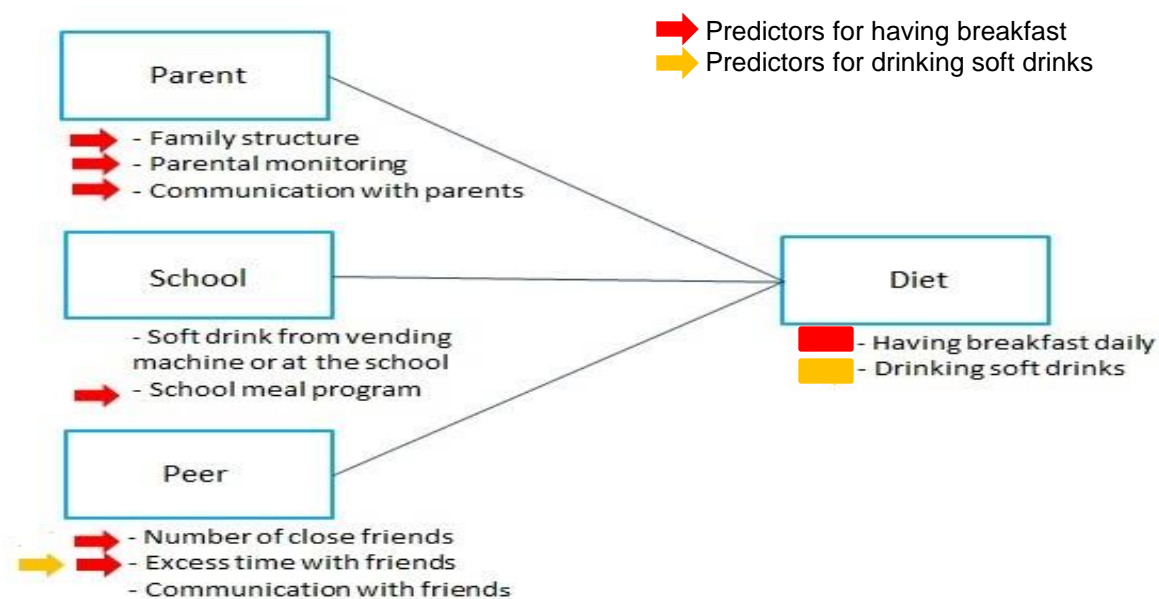 Predictors for having breakfast
Predictors for drinking soft drinks
Parent
- Family structure
- Parental monitoring
- Communication with parents
School
- Soft drink from vending
machine or at the school
- School meal program
Peer
- Number of close friends
- Excess time with friends
- Communication with friends
Diet
- Having breakfast daily
- Drinking soft drinks